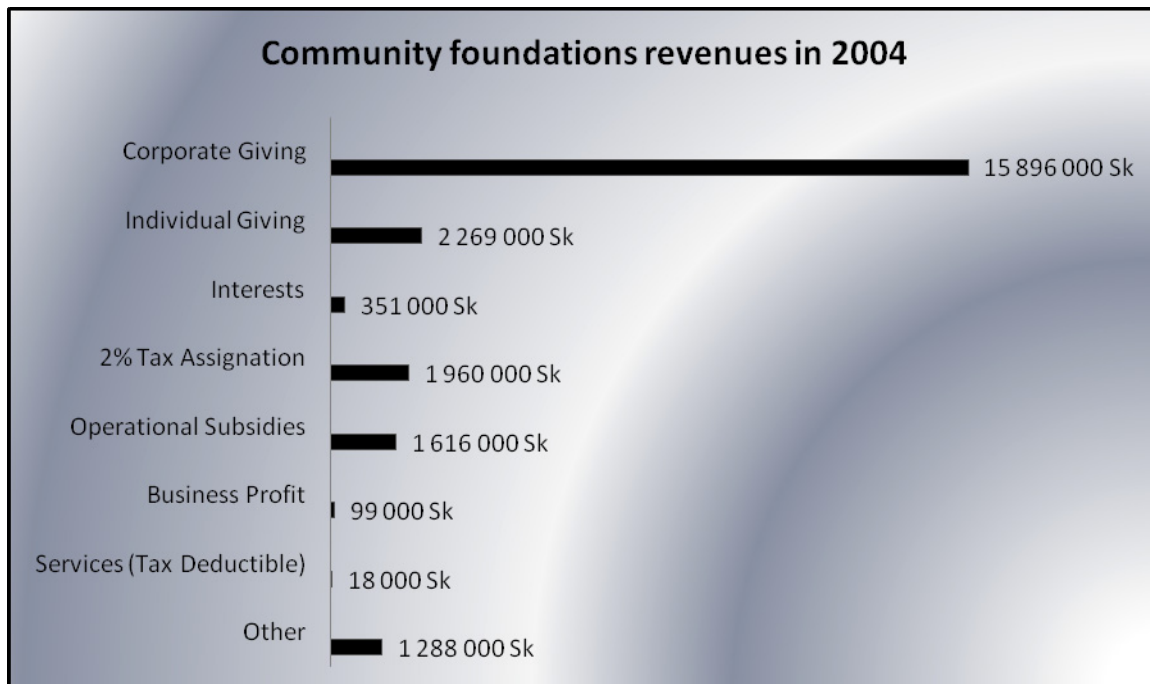 Community foundations revenues in 2004
Corporate Giving
15 896 000 Sk
Individual Giving
2 269 000 Sk
Interests
351 000 Sk
2% Tax Assignation
1 960 000 Sk
Operational Subsidies
1 616 000 Sk
Business Profit
99 000 Sk
Services (Tax Deductible)
18 000 Sk
Other
1 288 000 Sk